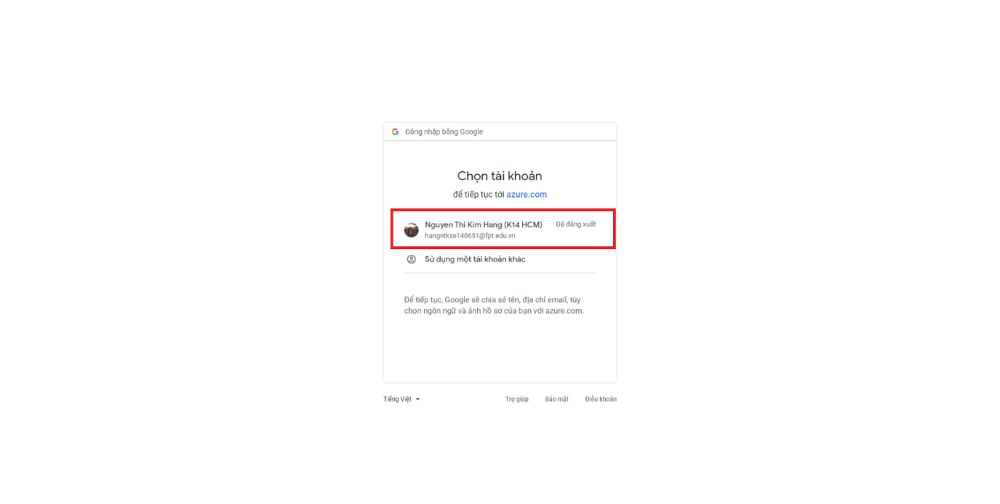 Đăng nhập bằng Google
Chọn tài khoản
để tiếp tục tới azure.com
Nguyen Thi Kim Hang (K14 HCM) Đã đăng xuất
hangntkse140651@fpt.edu.vn
Sử dụng một tài khoản khác
Để tiếp tục, Google sẽ chia sẻ tên, địa chỉ email, tùy
chọn ngôn ngữ và ảnh hồ sơ của bạn với azure.com.
Tiếng Việt Trợ giúp Bảo mật Điều khoản